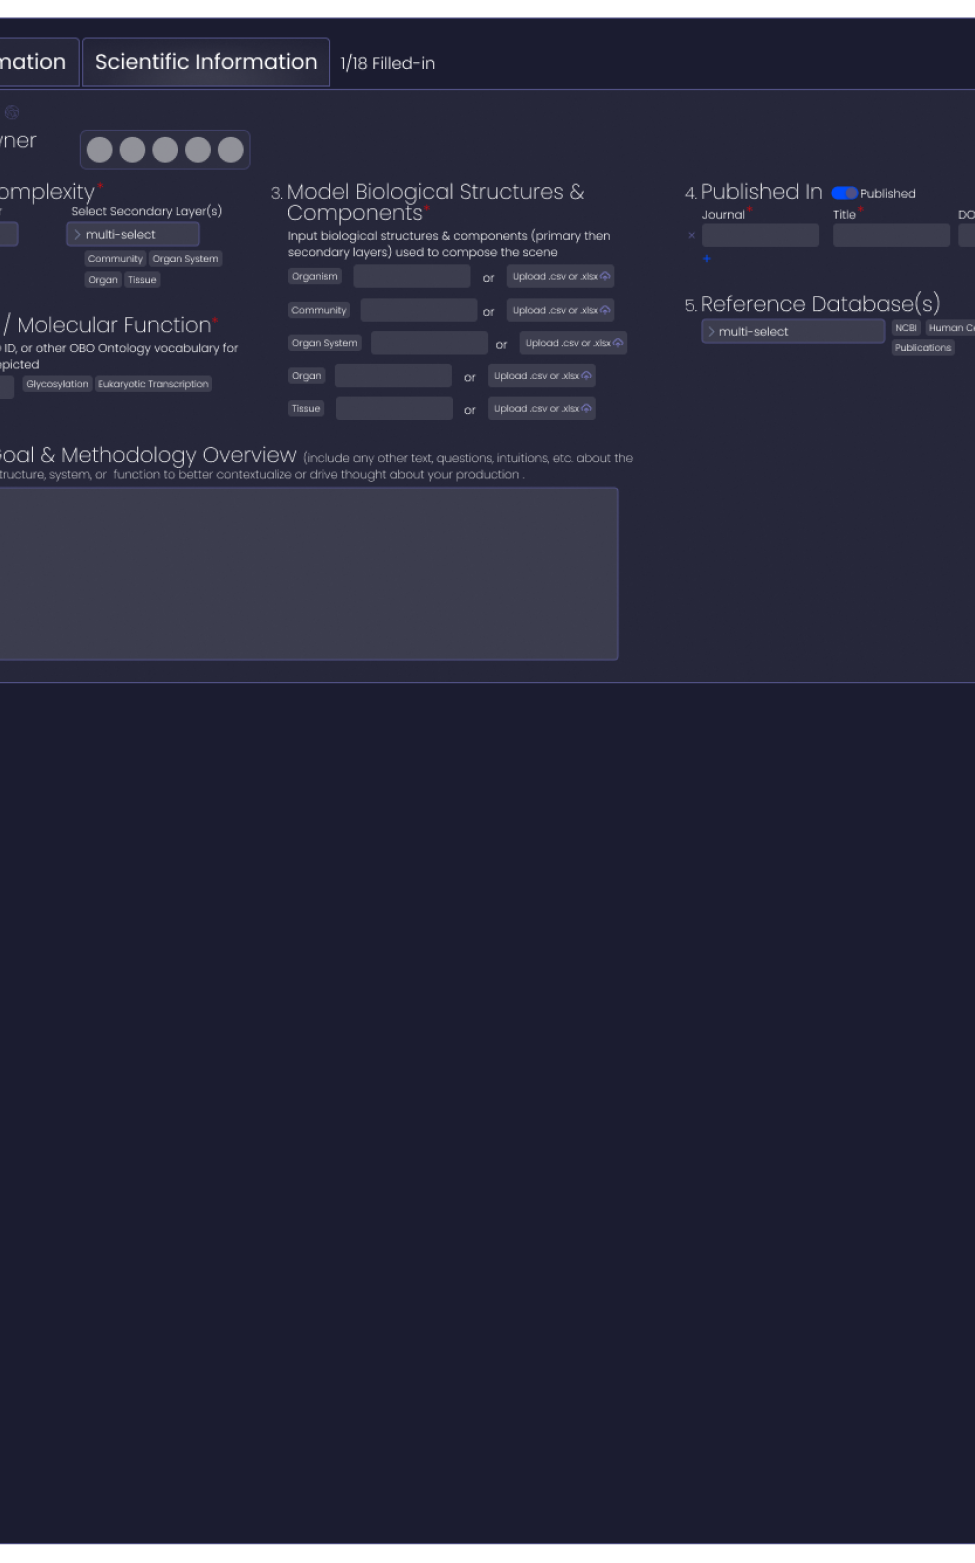 mation
Scientific Information
1/18 Filled-in
wner
omplexity*
Select Secondary Layer(s)
multi-select
Community Organ System
Organ Tissue
/ Molecular Function*
ID, or other OBO Ontology vocabulary for
epicted
Glycosylation Eukaryotic Transcription
3. Model Biological Structures &
Components*
Input biological structures & components (primary then
secondary layers) used to compose the scene
Organism or Upload .csv or .xlsx
Community or Upload .csv or .xlsx
Organ System or Upload .csv or .xlsx
Organ or Upload .csv or .xlsx
Tissue or Upload .csv or .xlsx
4. Published In Published
Journal* Title* DO
× 
+
5. Reference Database(s)
multi-select
NCBI Human C
Publications
Goal & Methodology Overview (include any other text, questions, intuitions, etc. about the
structure, system, or function to better contextualize or drive thought about your production .